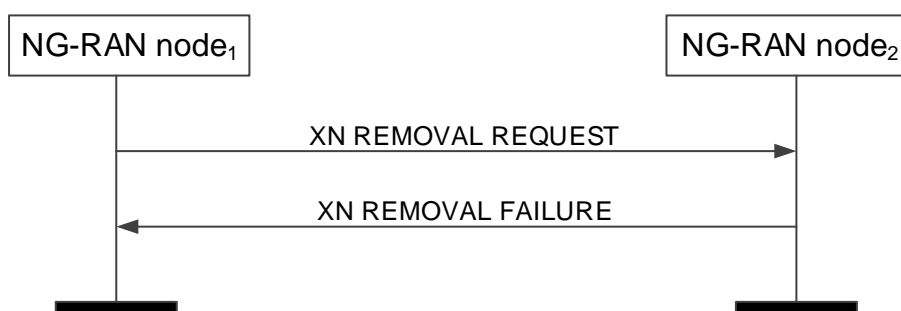 NG-RAN node₁
NG-RAN node₂
XN REMOVAL REQUEST
XN REMOVAL FAILURE